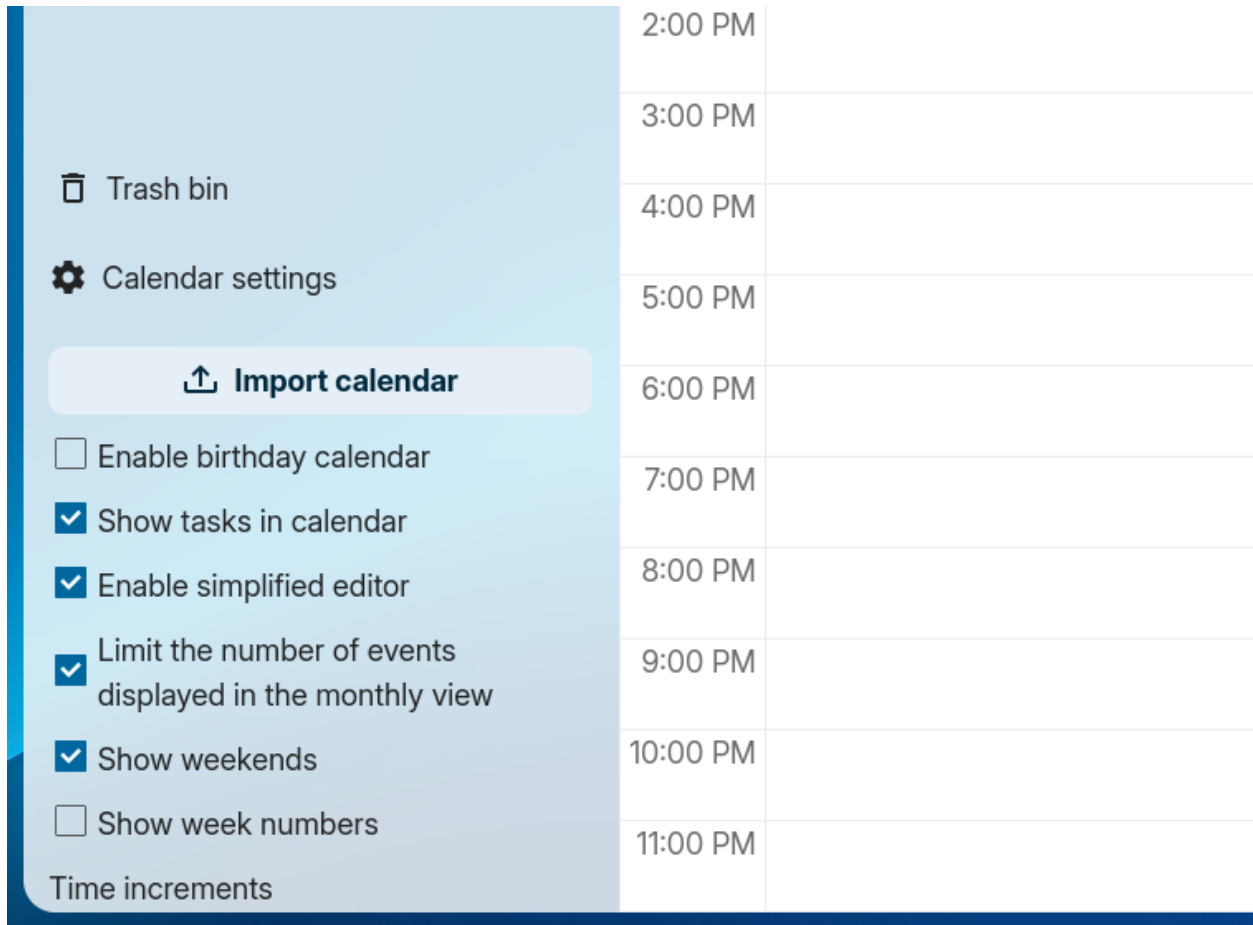 Trash bin
Calendar settings
Import calendar
Enable birthday calendar
Show tasks in calendar
Enable simplified editor
Limit the number of events
displayed in the monthly view
Show weekends
Show week numbers
Time increments
2:00 PM
3:00 PM
4:00 PM
5:00 PM
6:00 PM
7:00 PM
8:00 PM
9:00 PM
10:00 PM
11:00 PM